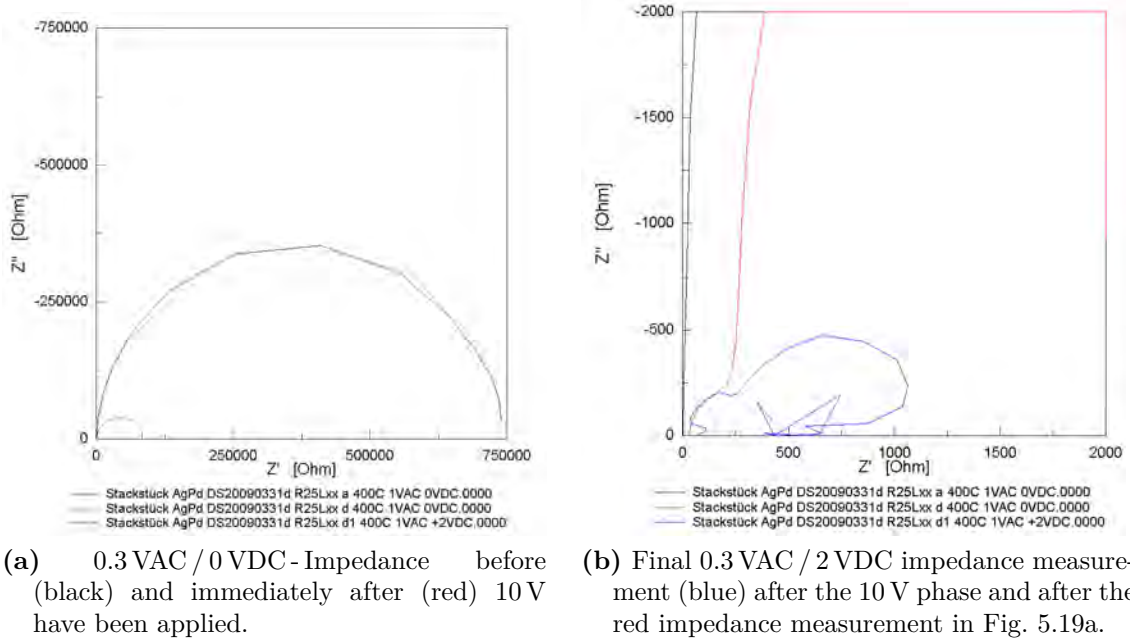 -750000
-500000
-250000
0
Z'' [Ohm]
0 250000 500000 750000
Z' [Ohm]
Stackstück AgPd DS20090331d R25Lxx a 400C 1VAC 0VDC.0000
Stackstück AgPd DS20090331d R25Lxx d 400C 1VAC 0VDC.0000
Stackstück AgPd DS20090331d R25Lxx d1 400C 1VAC +2VDC.0000
(a) 0.3 VAC / 0 VDC - Impedance before
(black) and immediately after (red) 10 V
have been applied.
-2000
-1500
-1000
-500
0
Z'' [Ohm]
0 500 1000 1500 2000
Z' [Ohm]
Stackstück AgPd DS20090331d R25Lxx a 400C 1VAC 0VDC.0000
Stackstück AgPd DS20090331d R25Lxx d 400C 1VAC 0VDC.0000
Stackstück AgPd DS20090331d R25Lxx d1 400C 1VAC +2VDC.0000
(b) Final 0.3 VAC / 2 VDC impedance measure-
ment (blue) after the 10 V phase and after the
red impedance measurement in Fig. 5.19a.